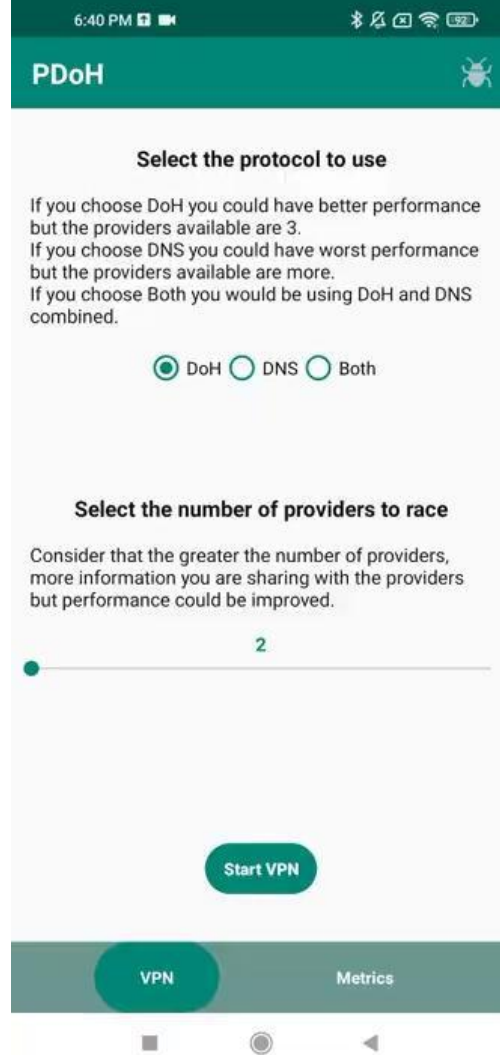 6:40 PM
92
PDoH
Select the protocol to use
If you choose DoH you could have better performance
but the providers available are 3.
If you choose DNS you could have worst performance
but the providers available are more.
If you choose Both you would be using DoH and DNS
combined.
DoH DNS Both
Select the number of providers to race
Consider that the greater the number of providers,
more information you are sharing with the providers
but performance could be improved.
2
Start VPN
VPN Metrics